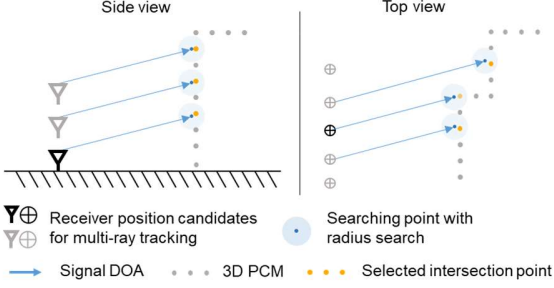 Side view
Top view
Receiver position candidates
for multi-ray tracking
Searching point with
radius search
Signal DOA
3D PCM
Selected intersection point